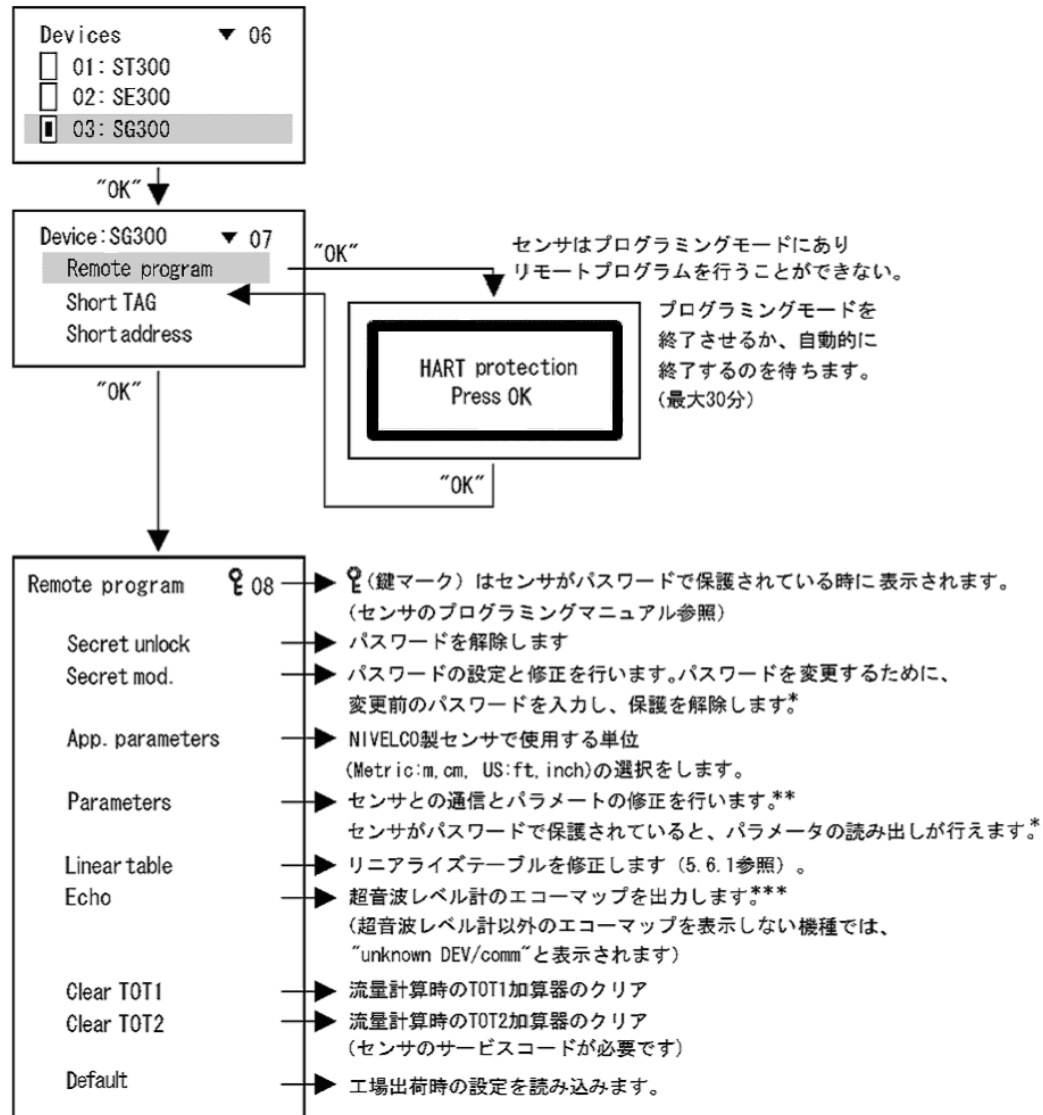 Devices ▼ 06
01: ST300
02: SE300
03: SG300
"OK"
Device:SG300 ▼ 07
Remote program
Short TAG
Short address
"OK"
センサはプログラミングモードにあり
リモートプログラムを行うことができない。
HART protection
Press OK
プログラミングモードを
終了させるか、自動的に
終了するのを待ちます。
(最大30分)
"OK"
"OK"
Remote program 08
(鍵マーク) はセンサがパスワードで保護されている時に表示されます。
(センサのプログラミングマニュアル参照)
Secret unlock
パスワードを解除します
Secret mod.
パスワードの設定と修正を行います。パスワードを変更するために、
変更前のパスワードを入力し、保護を解除します。*
App. parameters
NIVELCO製センサで使用する単位
(Metric:m,cm, US:ft,inch)の選択をします。
Parameters
センサとの通信とパラメートの修正を行います。**
センサがパスワードで保護されていると、パラメータの読み出しが行えます。*
Linear table
リニアライズテーブルを修正します (5.6.1参照) 。
Echo
超音波レベル計のエコーマップを出力します。***
(超音波レベル計以外のエコーマップを表示しない機種では、
"unknown DEV/comm"と表示されます)
Clear TOT1
流量計算時のTOT1加算器のクリア
Clear TOT2
流量計算時のTOT2加算器のクリア
(センサのサービスコードが必要です)
Default
工場出荷時の設定を読み込みます。